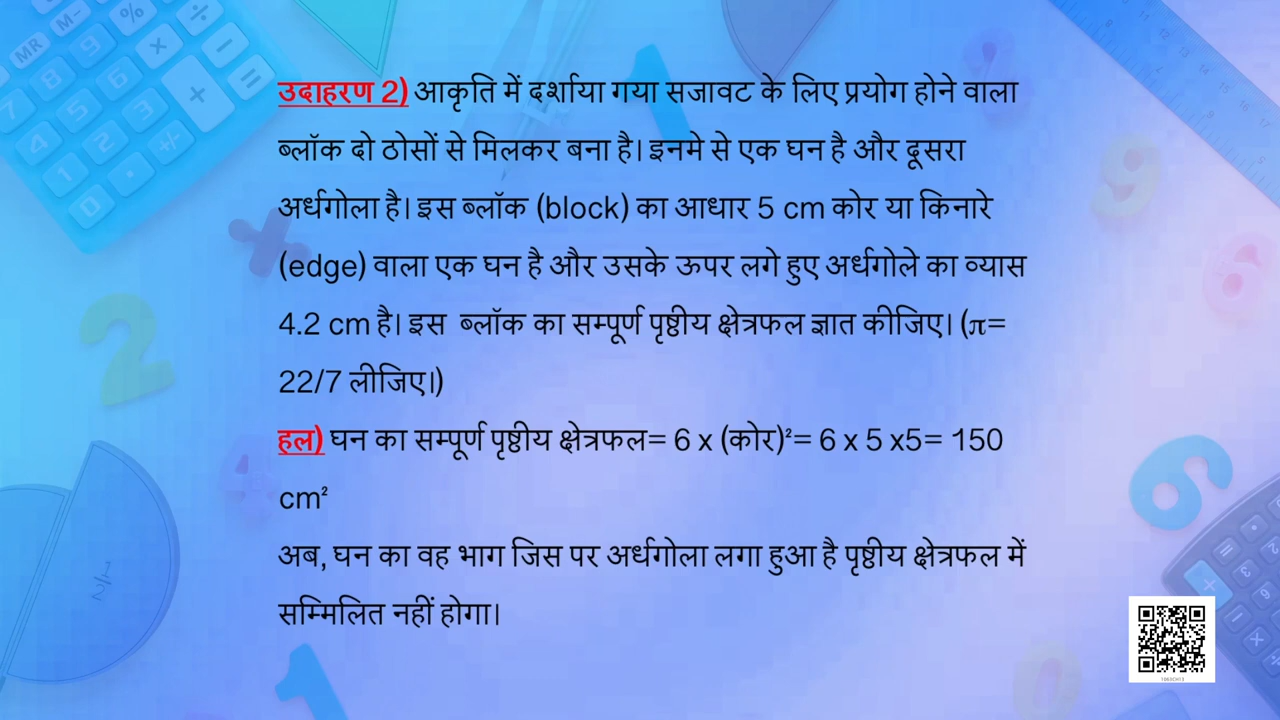 उदाहरण 2) आकृति में दर्शाया गया सजावट के लिए प्रयोग होने वाला
ब्लॉक दो ठोसों से मिलकर बना है। इनमे से एक घन है और दूसरा
अर्धगोला है। इस ब्लॉक (block) का आधार 5 cm कोर या किनारे
(edge) वाला एक घन है और उसके ऊपर लगे हुए अर्धगोले का व्यास
4.2 cm है। इस ब्लॉक का सम्पूर्ण पृष्ठीय क्षेत्रफल ज्ञात कीजिए। (π=
22/7 लीजिए।)
हल) घन का सम्पूर्ण पृष्ठीय क्षेत्रफल= 6 x (कोर)²= 6 x 5 x5= 150
cm²
अब, घन का वह भाग जिस पर अर्धगोला लगा हुआ है पृष्ठीय क्षेत्रफल में
सम्मिलित नहीं होगा।